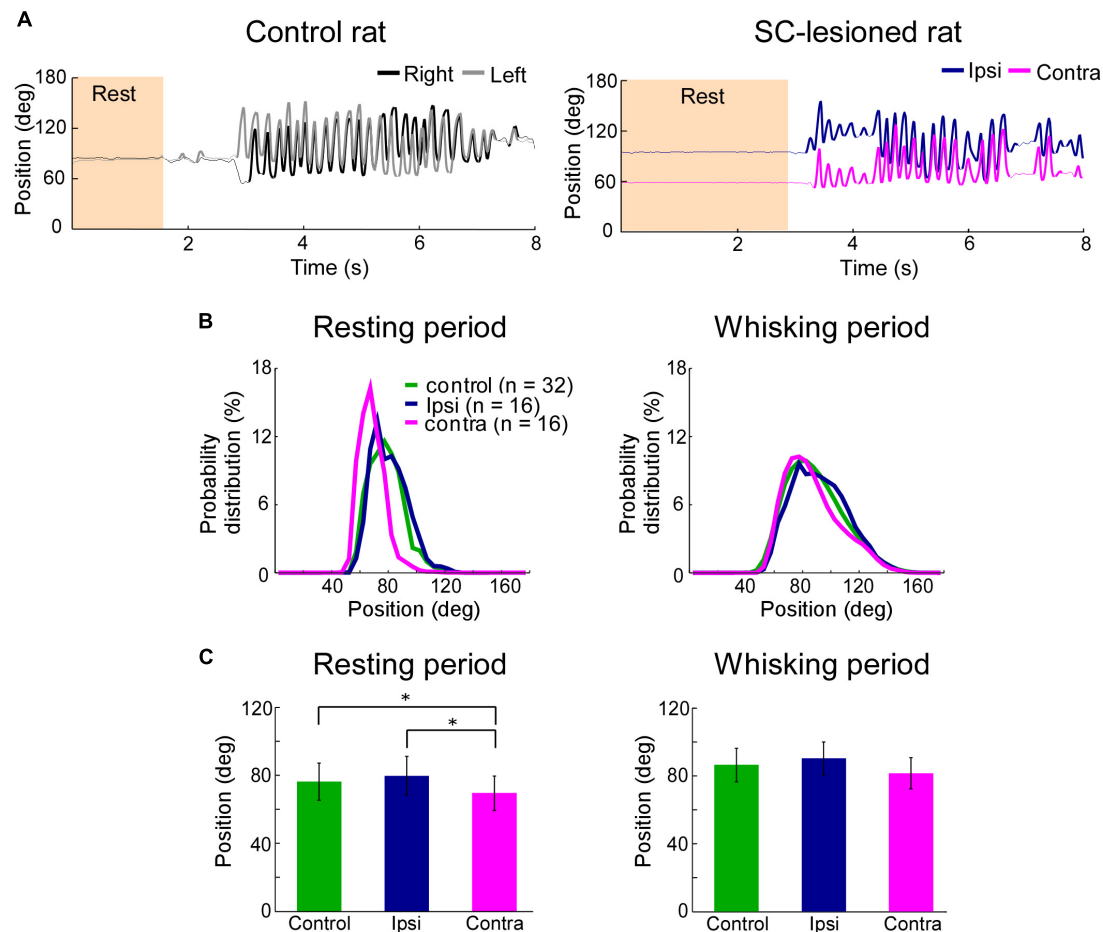 A
Control rat
SC-lesioned rat
Right Left
Ipsi Contra
Rest
Rest
Position (deg)
180
120
60
0
2 4 6 8
Time (s)
Position (deg)
180
120
60
0
2 4 6 8
Time (s)
B
Resting period
Whisking period
control (n = 32)
Ipsi (n = 16)
contra (n = 16)
Probability
distribution (%)
18
12
6
0
40 80 120 160
Position (deg)
Probability
distribution (%)
18
12
6
0
40 80 120 160
Position (deg)
C
Resting period
Whisking period
*
*
Position (deg)
120
80
40
0
Control Ipsi Contra
Position (deg)
120
80
40
0
Control Ipsi Contra